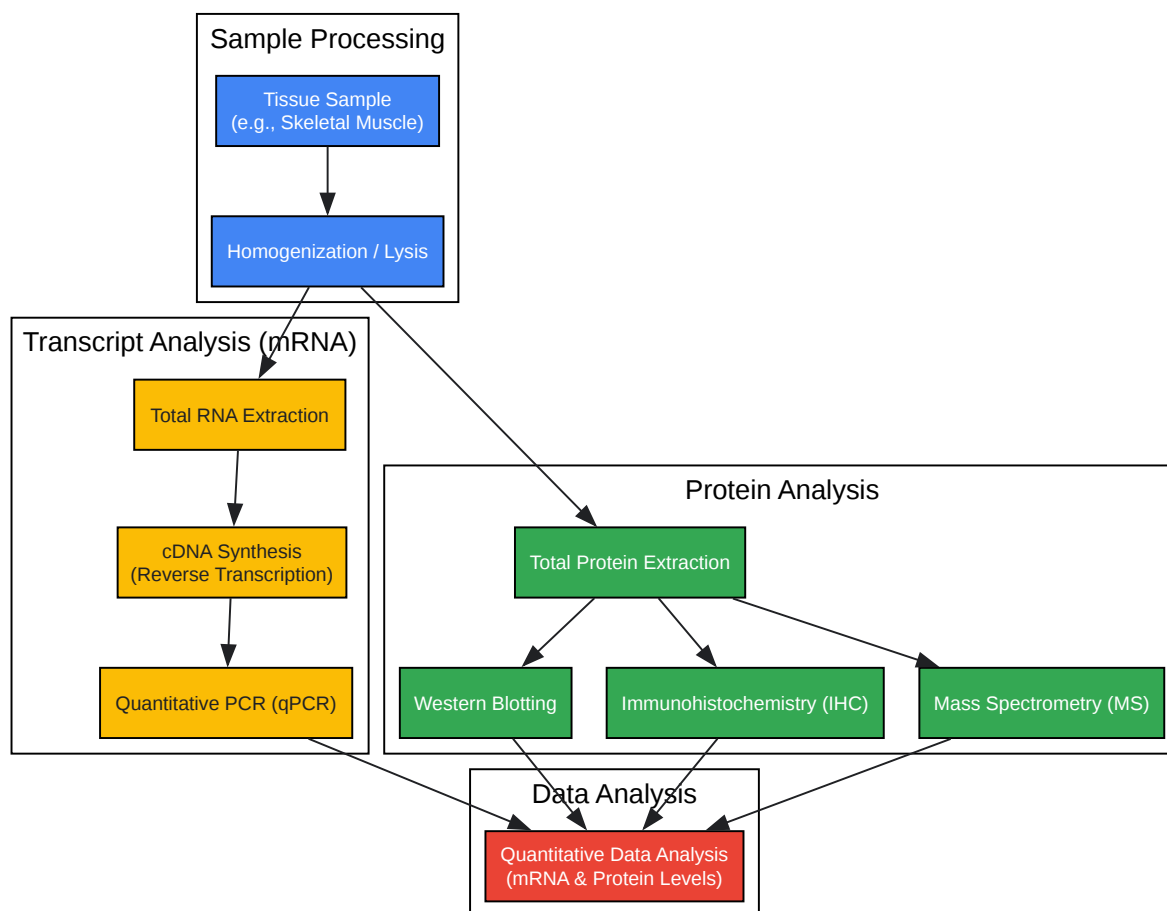 Sample Processing
Tissue Sample
(e.g., Skeletal Muscle)
Homogenization / Lysis
Transcript Analysis (mRNA)
Total RNA Extraction
cDNA Synthesis
(Reverse Transcription)
Quantitative PCR (qPCR)
Protein Analysis
Total Protein Extraction
Western Blotting
Immunohistochemistry (IHC)
Mass Spectrometry (MS)
Data Analysis
Quantitative Data Analysis
(mRNA & Protein Levels)